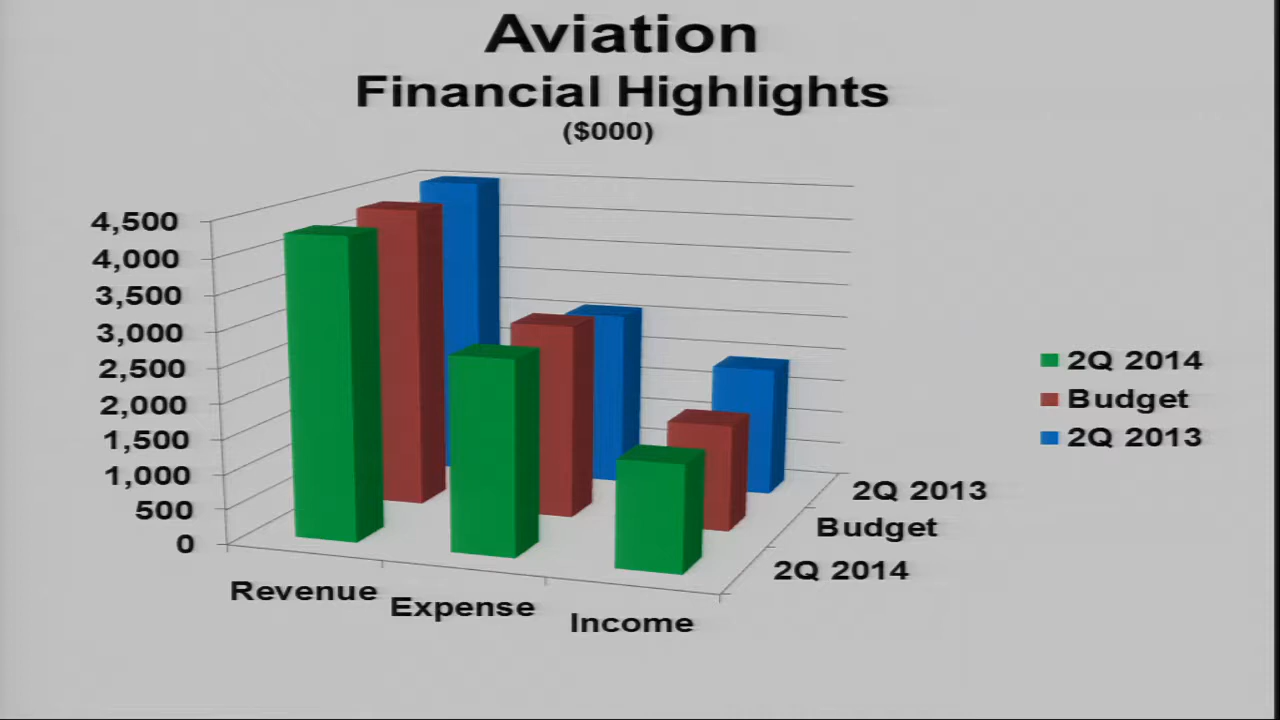 Aviation
Financial Highlights
($000)
4,500
4,000
3,500
3,000
2,500
2,000
1,500
1,000
500
0
Revenue
Expense
Income
2Q 2013
Budget
2Q 2014
2Q 2014
Budget
2Q 2013